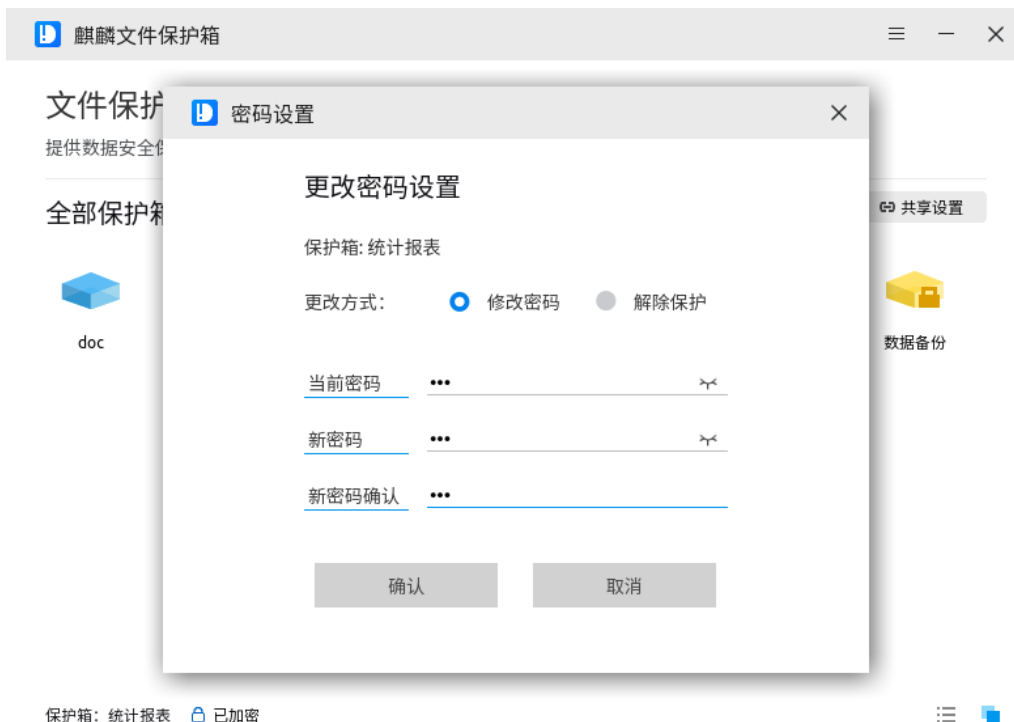 麒麟文件保护箱
文件保护
提供数据安全
密码设置
更改密码设置
全部保护
共享设置
保护箱: 统计报表
更改方式: 修改密码 解除保护
doc
数据备份
当前密码 •••
新密码 •••
新密码确认 •••
确认 取消
保护箱: 统计报表 已加密